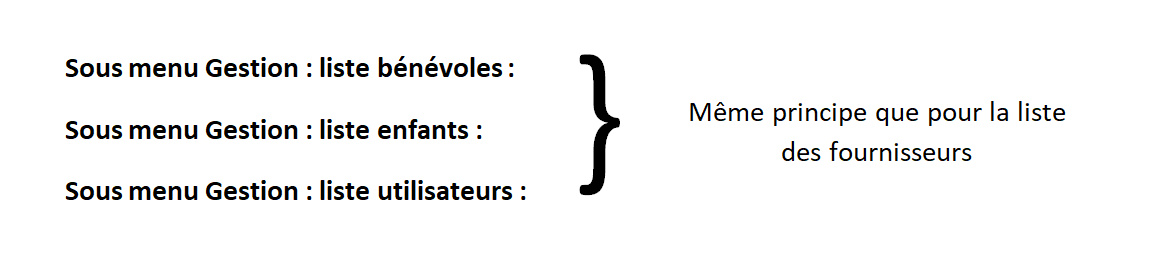 Sous menu Gestion : liste bénévoles :
Sous menu Gestion : liste enfants :
Sous menu Gestion : liste utilisateurs :
Même principe que pour la liste
des fournisseurs